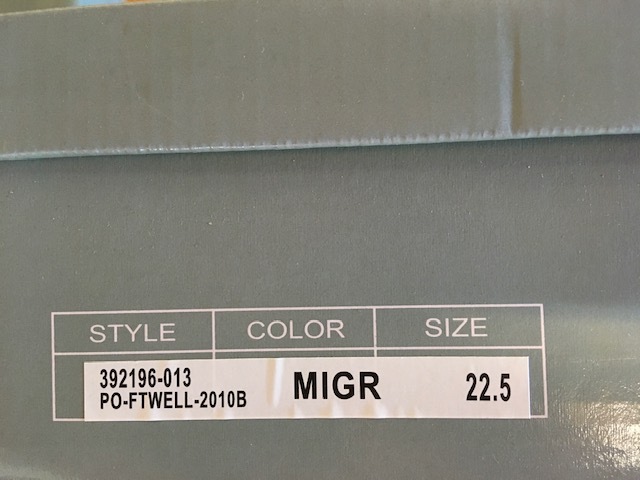 STYLE COLOR SIZE
392196-013 MIGR 22.5
PO-FTWELL-2010B